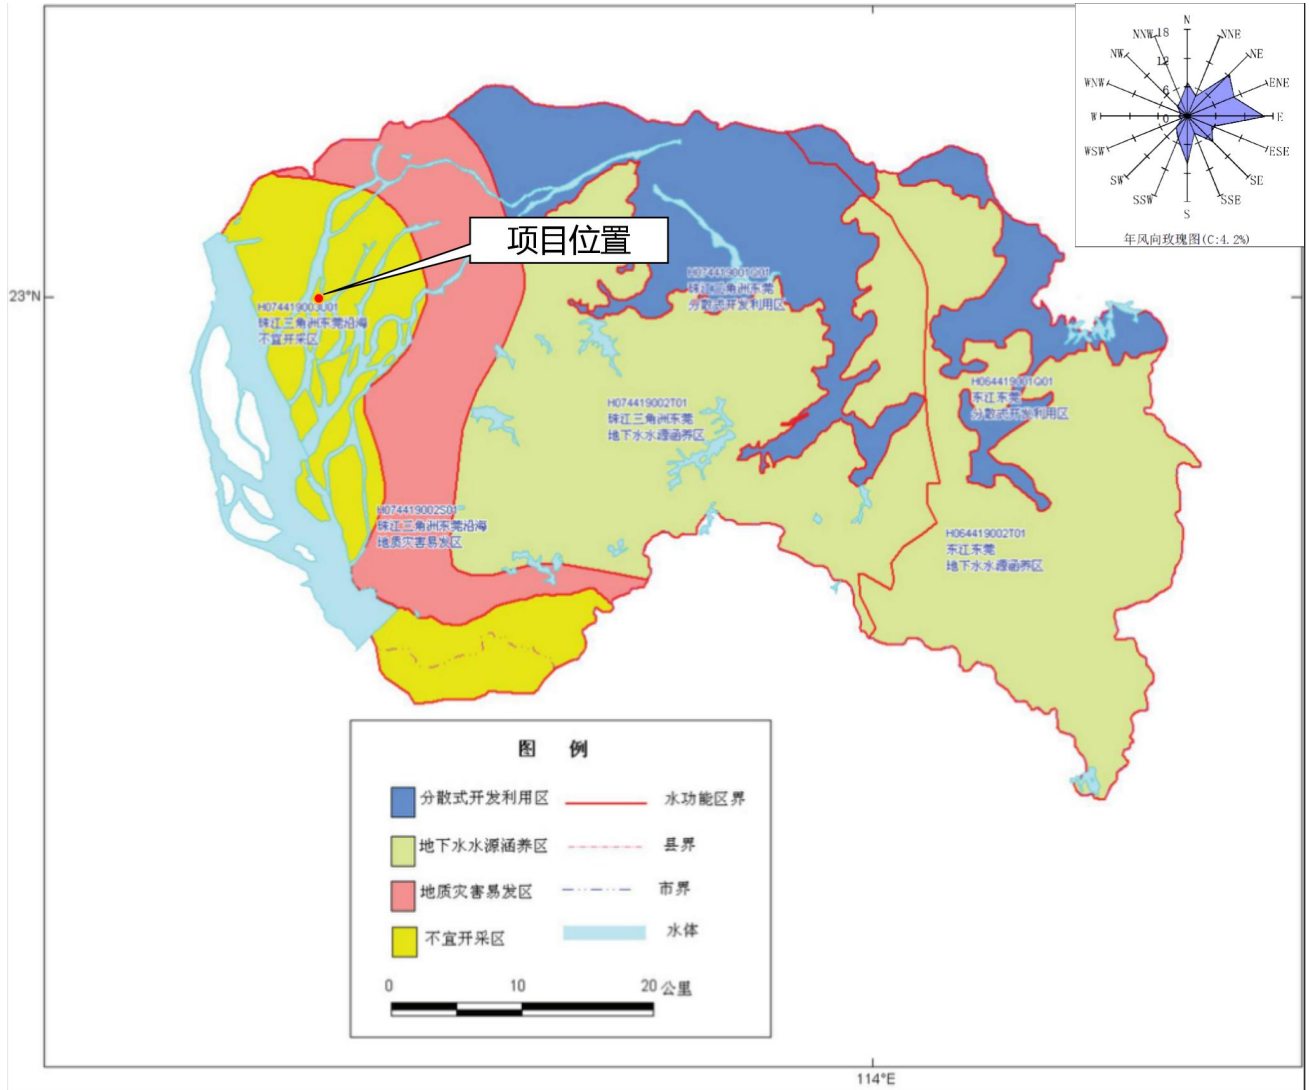 N
NNW
NNE
18
NW
NE
12
WNW
ENE
6
W
0
E
WSW
ESE
SW
SE
SSW
SSE
S
年风向玫瑰图(C:4.2%)
项目位置
23°N
H074419001Q01
珠江三角洲东莞
分散式开发利用区
H074419003U01
珠江三角洲东莞沿海
不宜开采区
H064419001Q01
东江东莞
分散式开发利用区
H074419002T01
珠江三角洲东莞
地下水水源涵养区
H074419002S01
珠江三角洲东莞沿海
地质灾害易发区
H064419002T01
东江东莞
地下水水源涵养区
图 例
分散式开发利用区 水功能区界
地下水水源涵养区 县界
地质灾害易发区 市界
不宜开采区 水体
0 10 20 公里
114°E